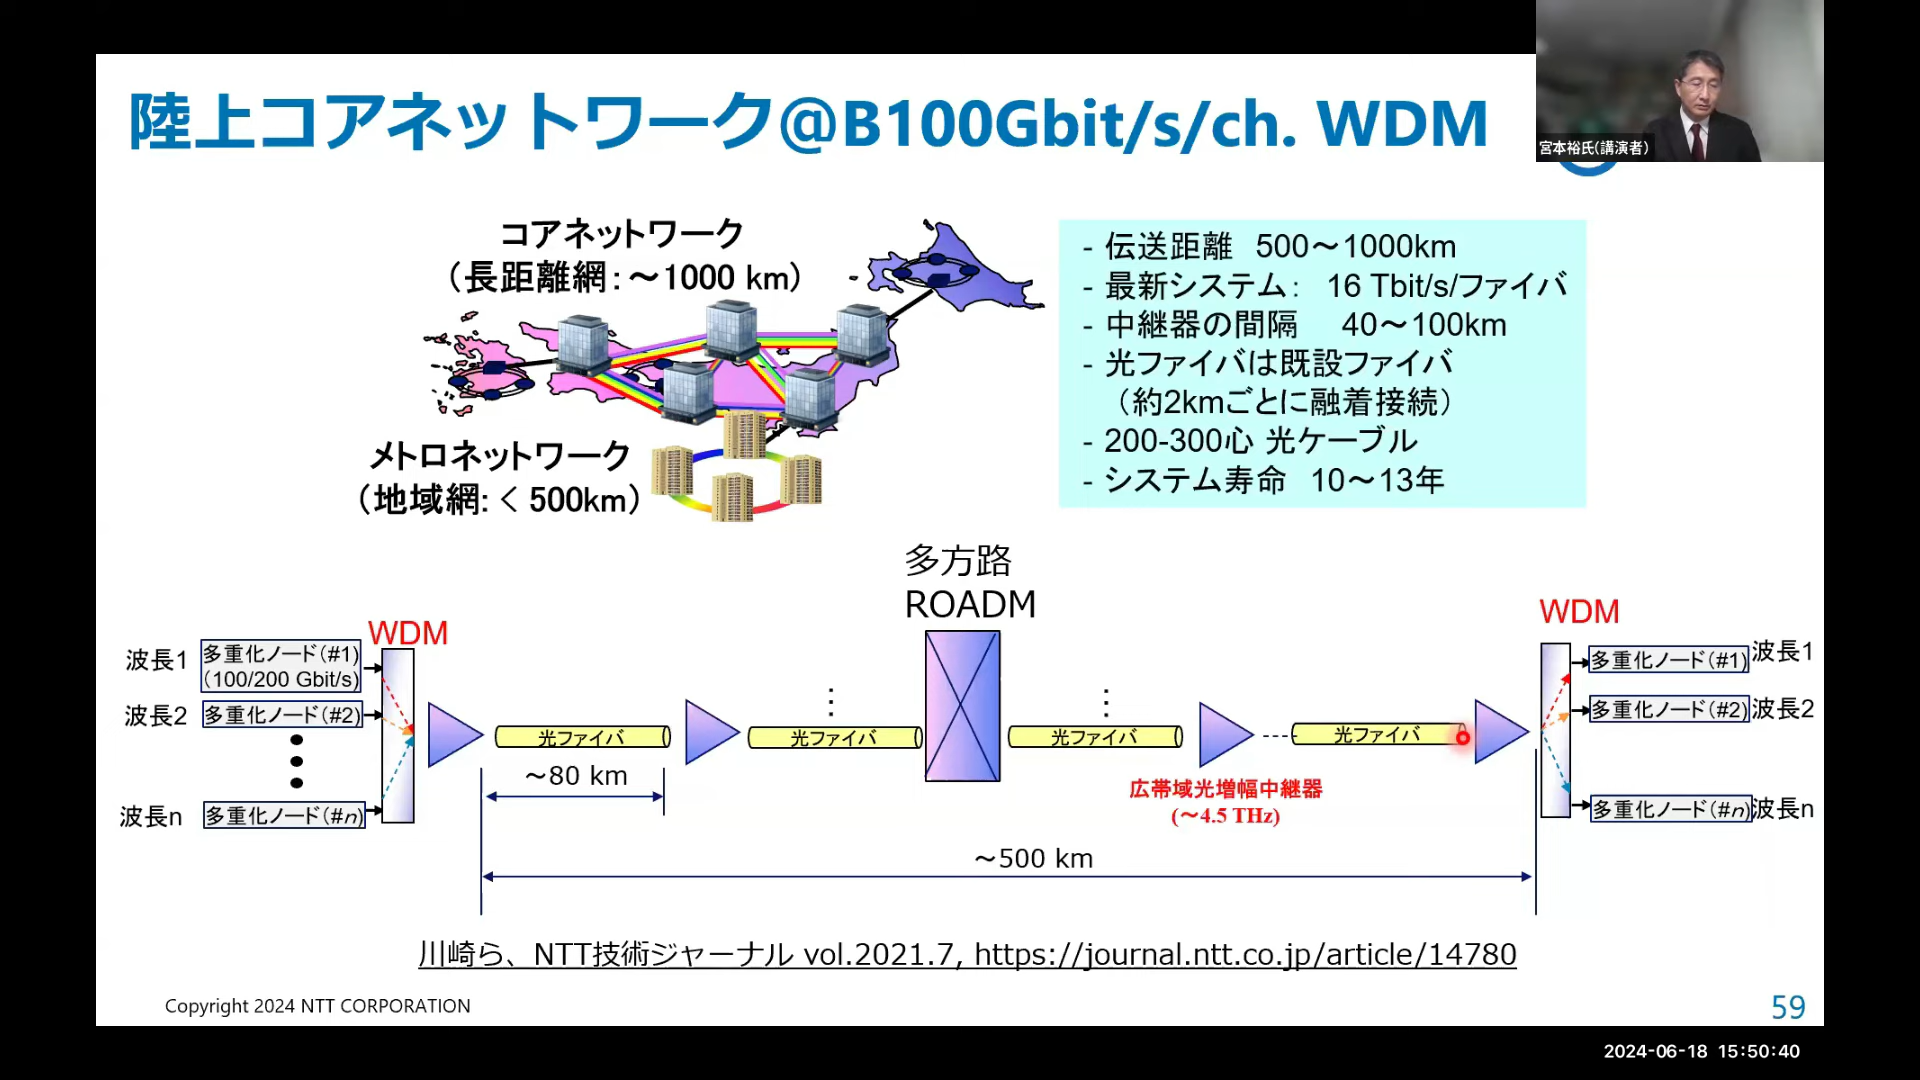 陸上コアネットワーク@B100Gbit/s/ch. WDM
宮本裕氏(講演者)
コアネットワーク
(長距離網:~1000 km)
メトロネットワーク
(地域網: < 500km)
- 伝送距離 500~1000km
- 最新システム: 16 Tbit/s/ファイバ
- 中継器の間隔 40~100km
- 光ファイバは既設ファイバ
(約2kmごとに融着接続)
- 200-300心 光ケーブル
- システム寿命 10~13年
多方路
ROADM
WDM
WDM
波長1
多重化ノード(#1)
(100/200 Gbit/s)
波長2
多重化ノード(#2)
波長n
多重化ノード(#n)
光ファイバ
光ファイバ
光ファイバ
光ファイバ
~80 km
広帯域光増幅中継器
(~4.5 THz)
~500 km
多重化ノード(#1)
波長1
多重化ノード(#2)
波長2
多重化ノード(#n)
波長n
川崎ら、NTT技術ジャーナル vol.2021.7, https://journal.ntt.co.jp/article/14780
Copyright 2024 NTT CORPORATION
59
2024-06-18 15:50:40